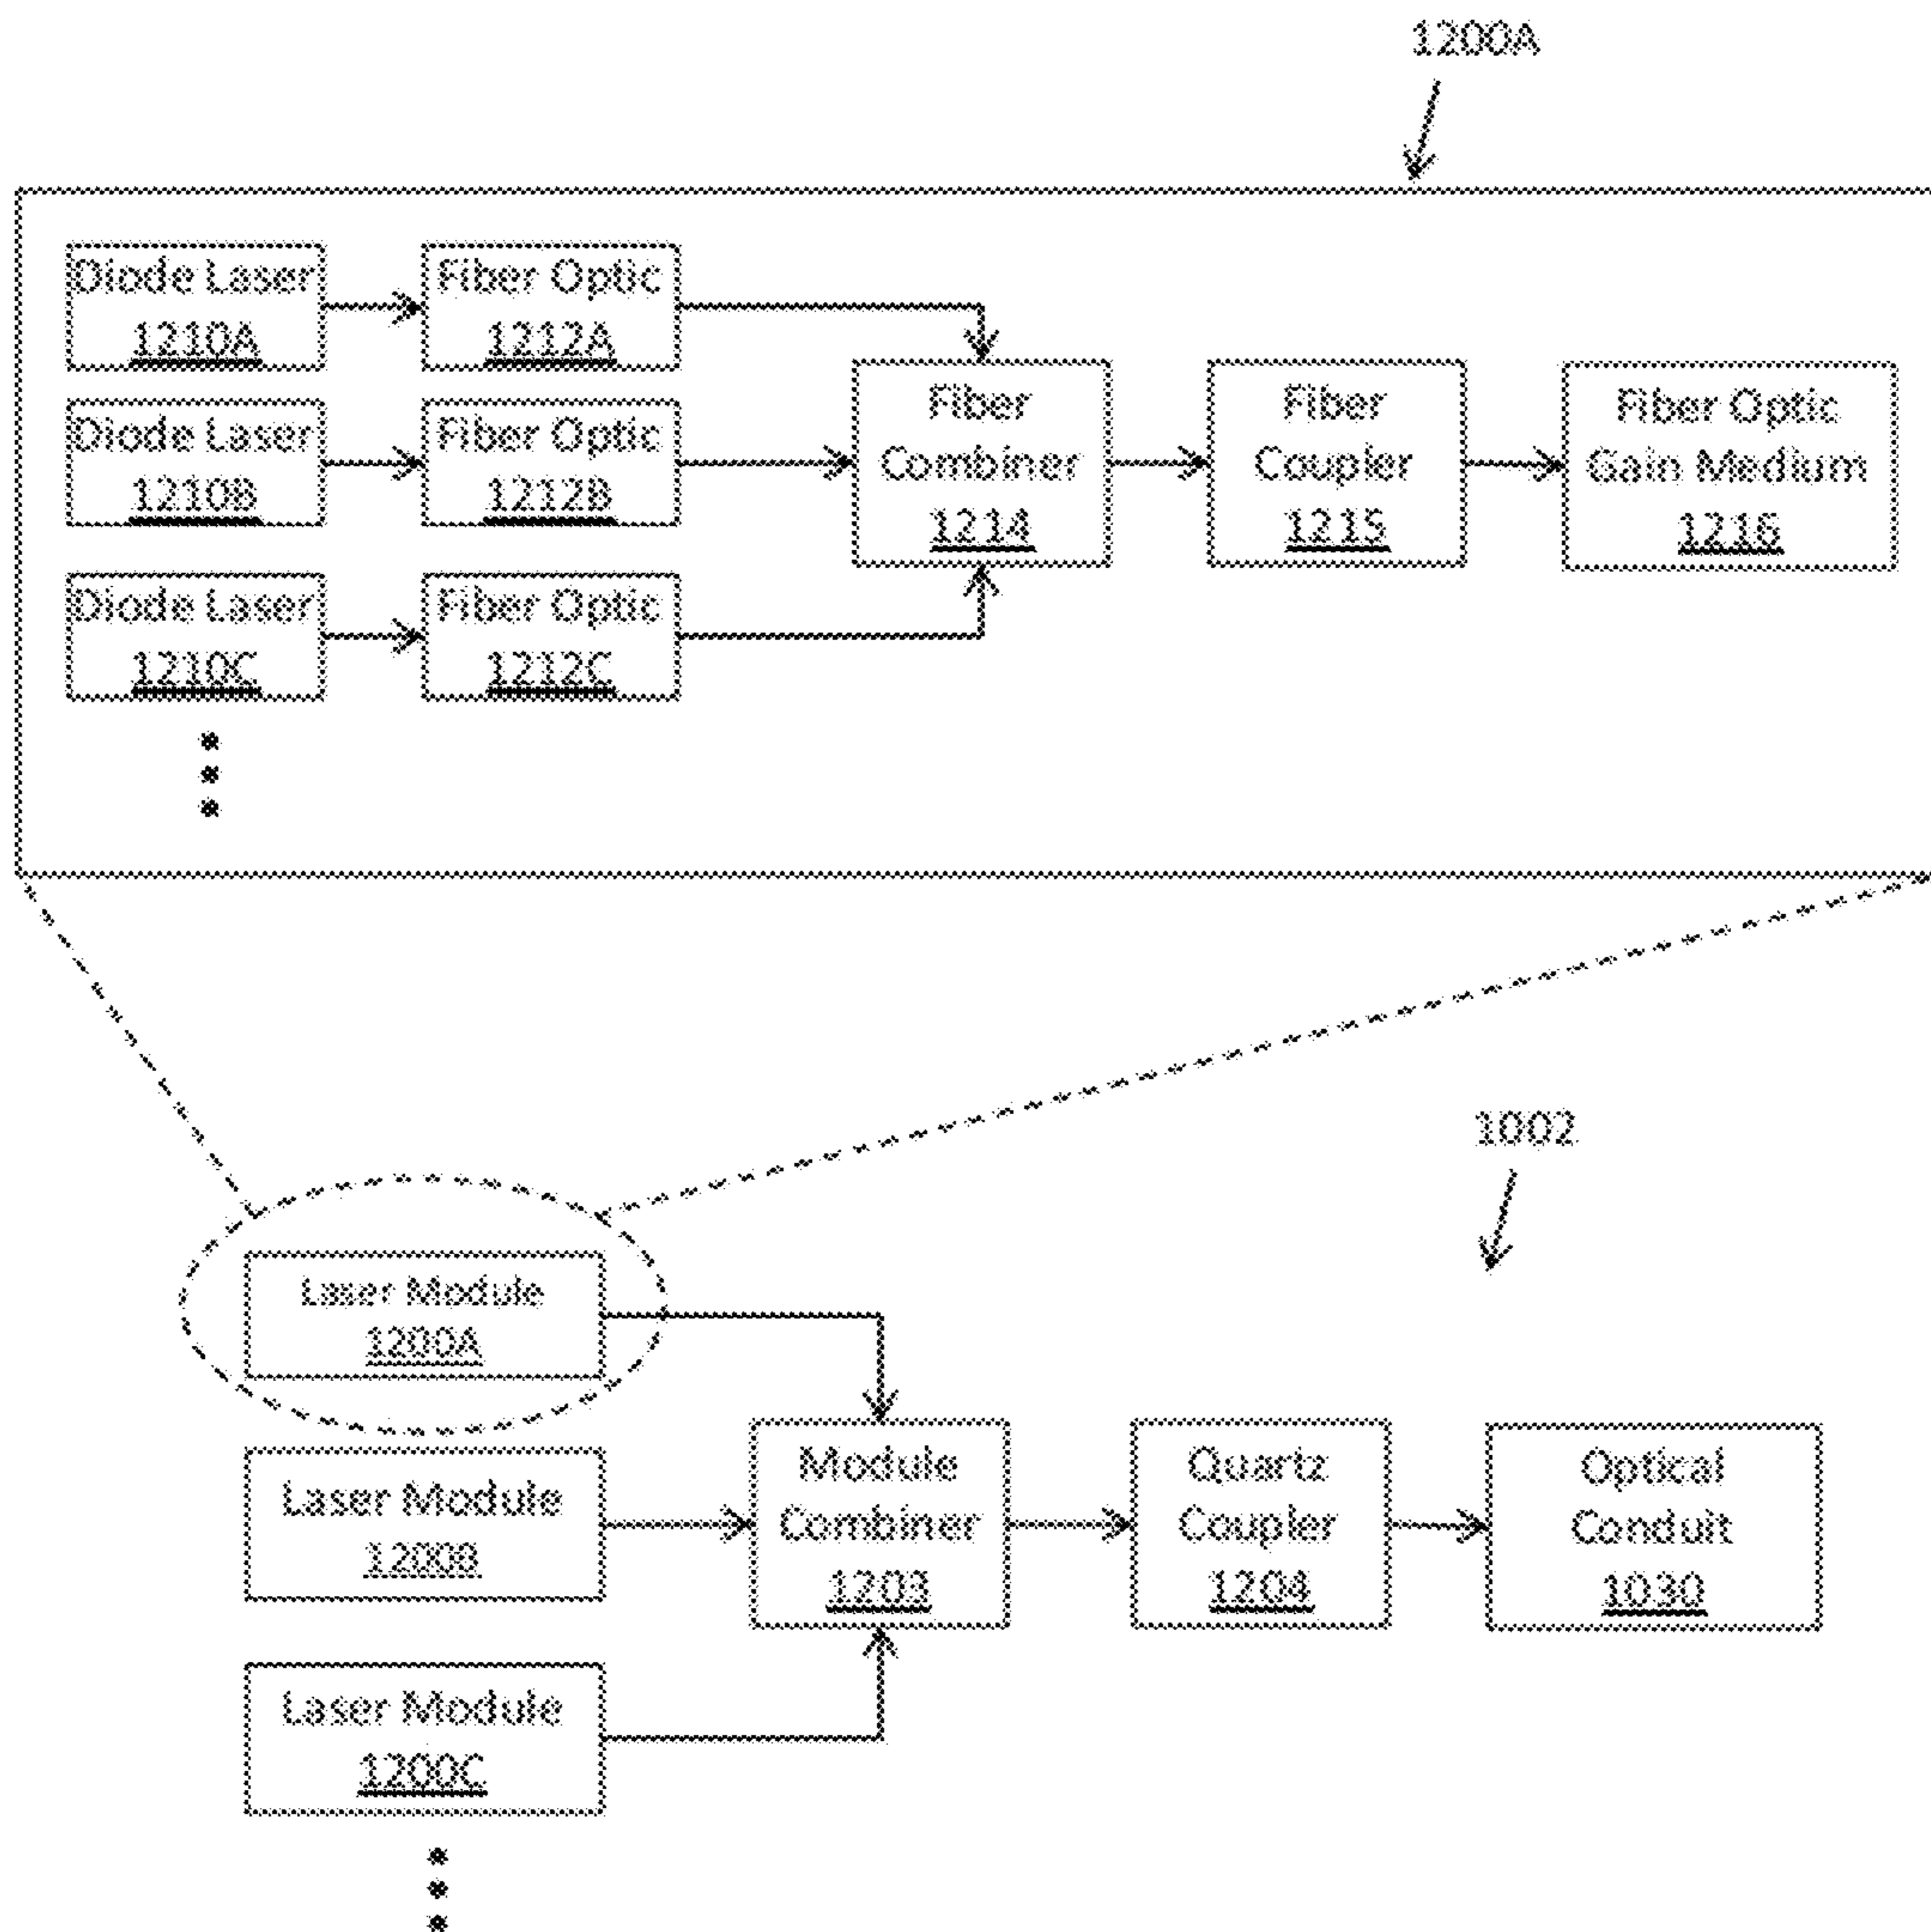 1200A
Diode Laser
1210A
Fiber Optic
1212A
Diode Laser
1210B
Fiber Optic
1212B
Diode Laser
1210C
Fiber Optic
1212C
Fiber
Combiner
1214
Fiber
Coupler
1215
Fiber Optic
Gain Medium
1216
1002
Laser Module
1200A
Laser Module
1200B
Laser Module
1200C
Module
Combiner
1203
Quartz
Coupler
1204
Optical
Conduit
1030